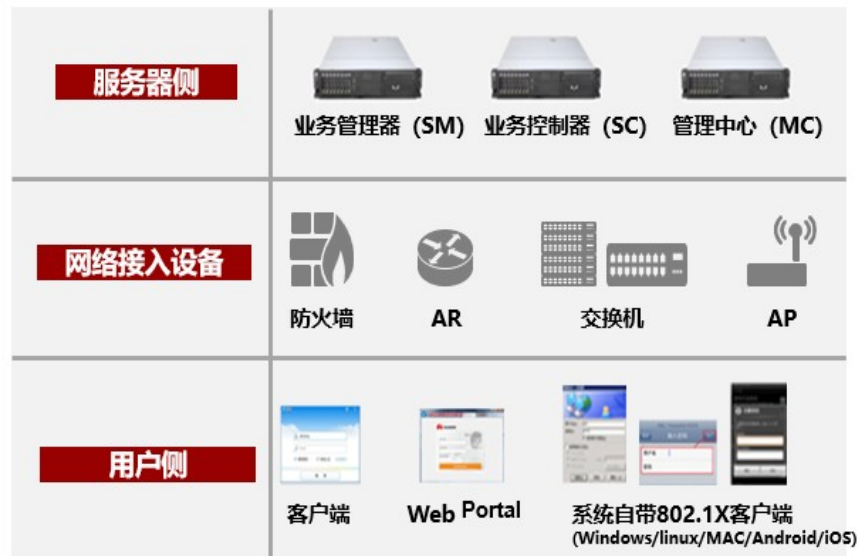 服务器侧
业务管理器 (SM) 业务控制器 (SC) 管理中心 (MC)
网络接入设备
防火墙 AR 交换机 AP
用户侧
客户端 Web Portal 系统自带802.1X客户端
(Windows/linux/MAC/Android/iOS)